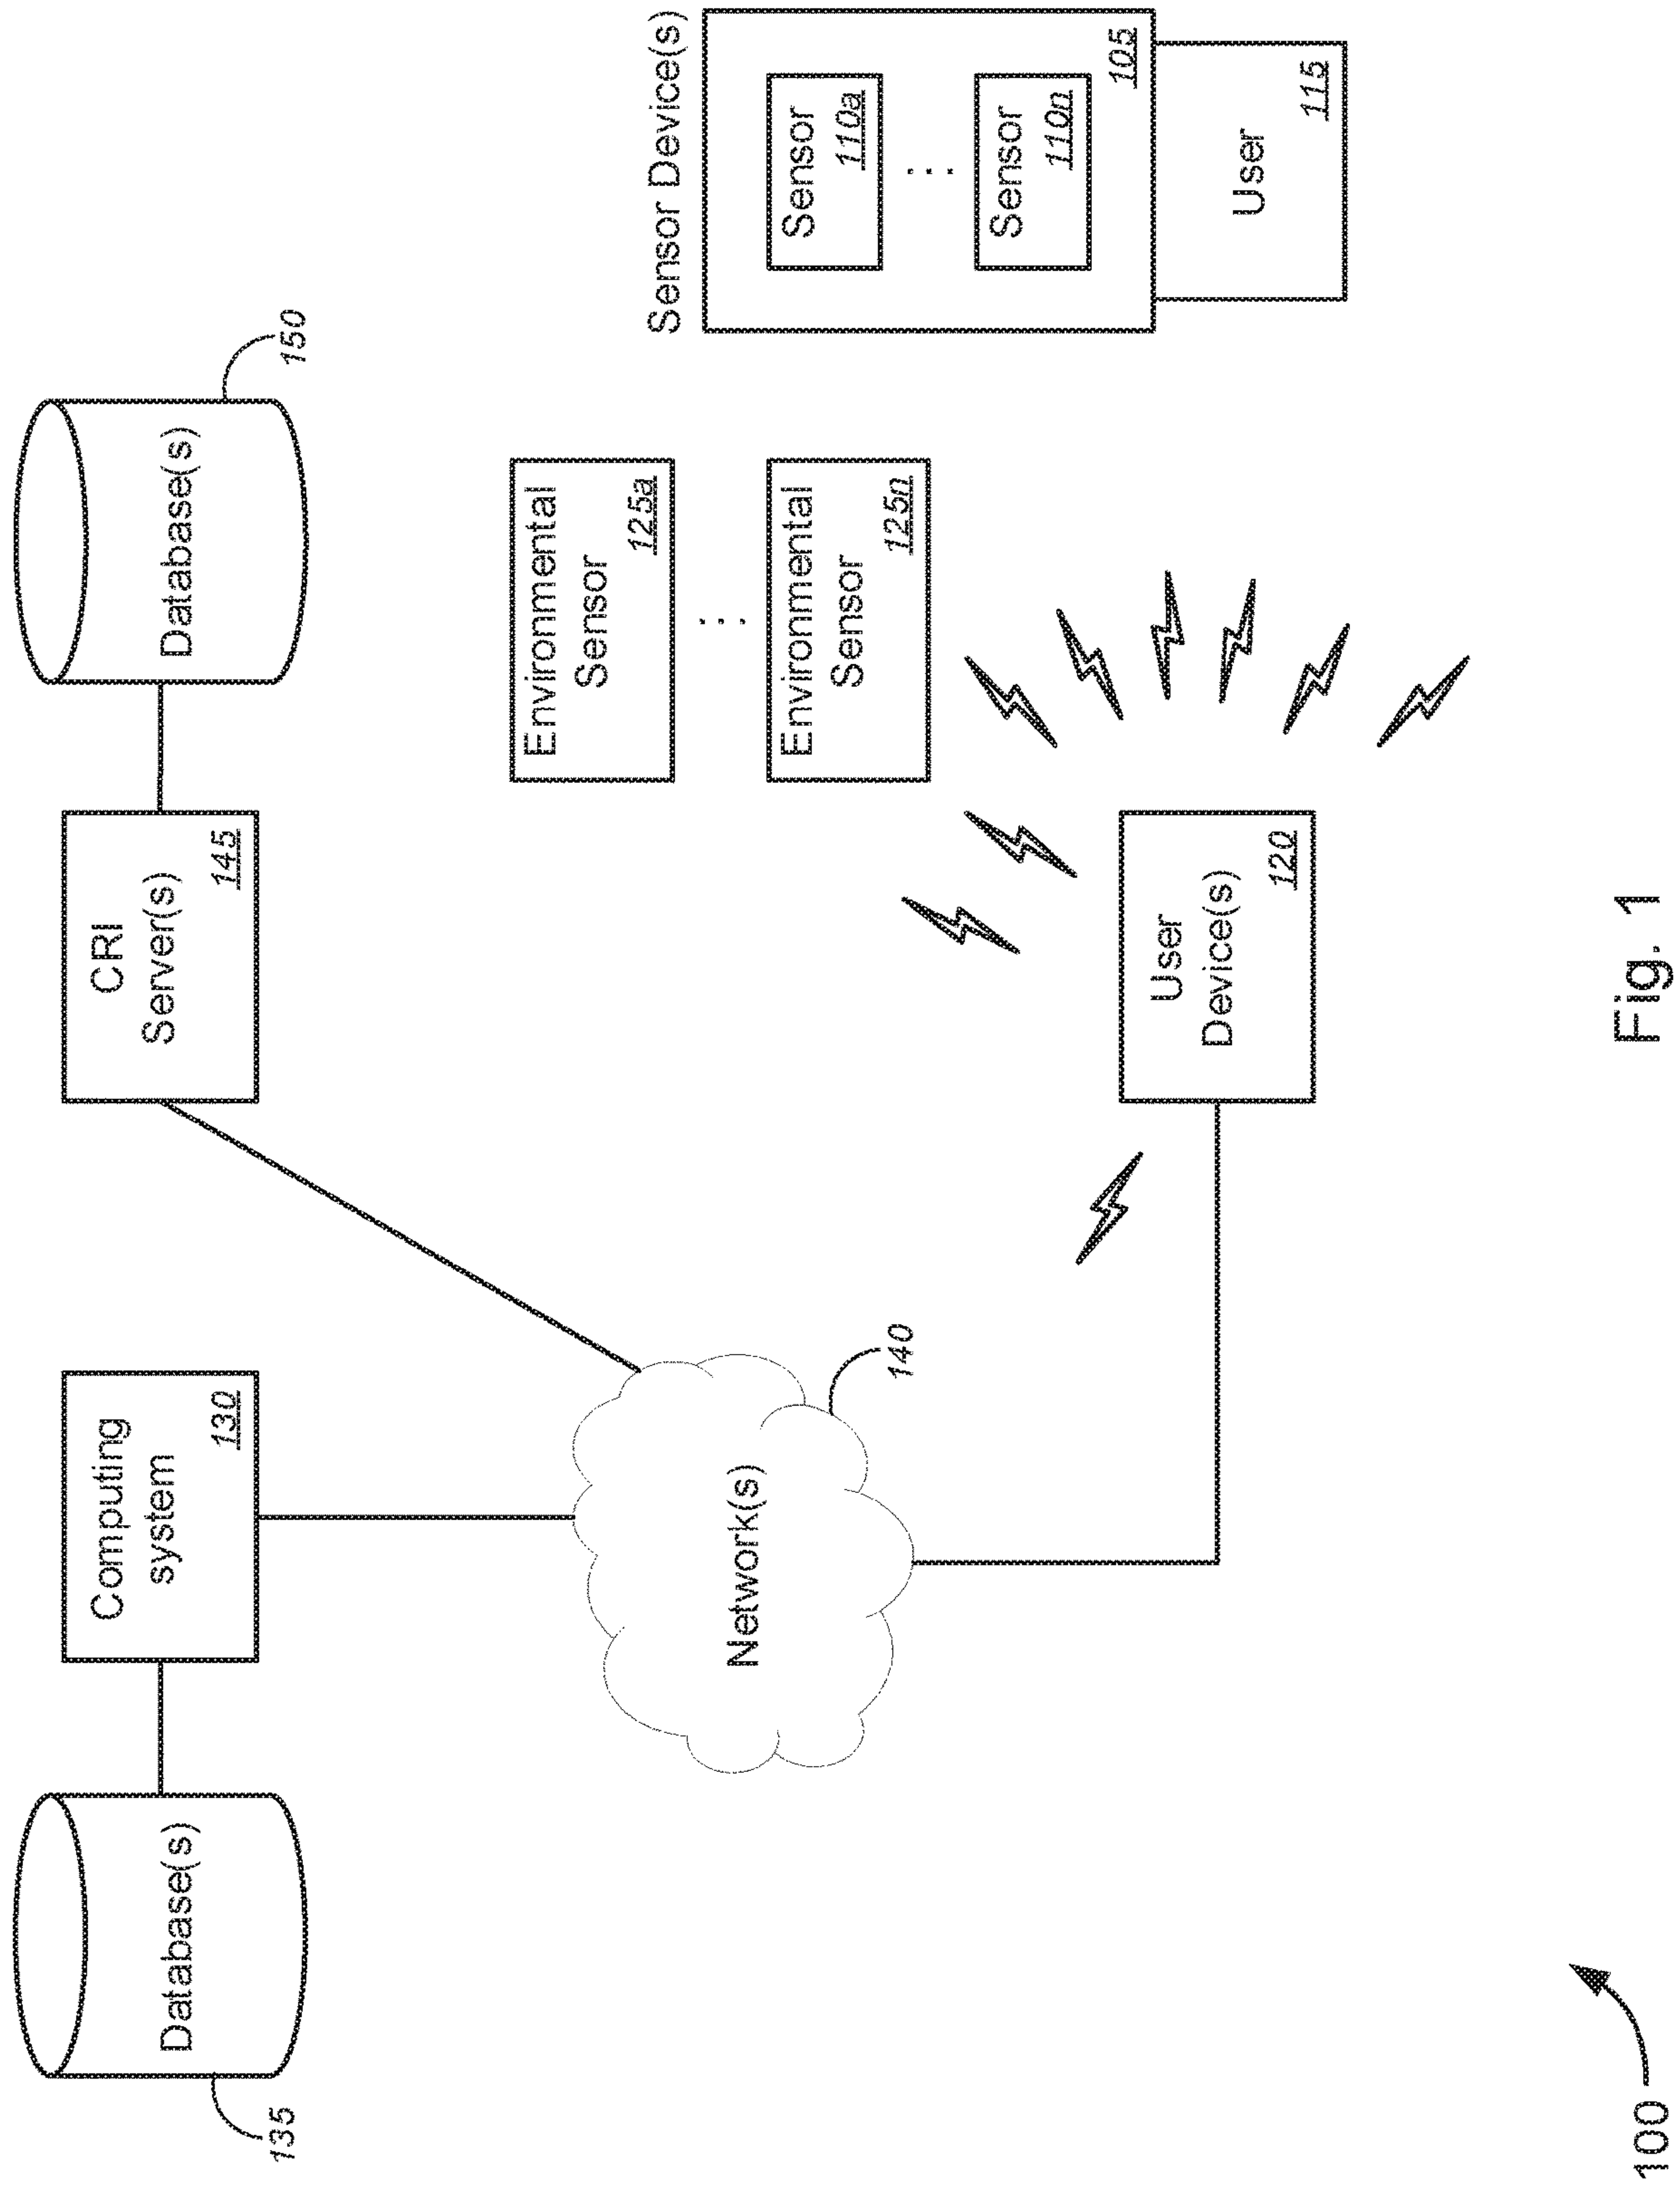 Database(s)
135
Computing
system
130
CRI
Server(s)
145
Database(s)
150
Network(s)
140
Environmental
Sensor
125a
...
Environmental
Sensor
125n
Sensor Device(s)
Sensor
110a
...
Sensor
110n
105
User
115
User
Device(s)
120
100
Fig. 1